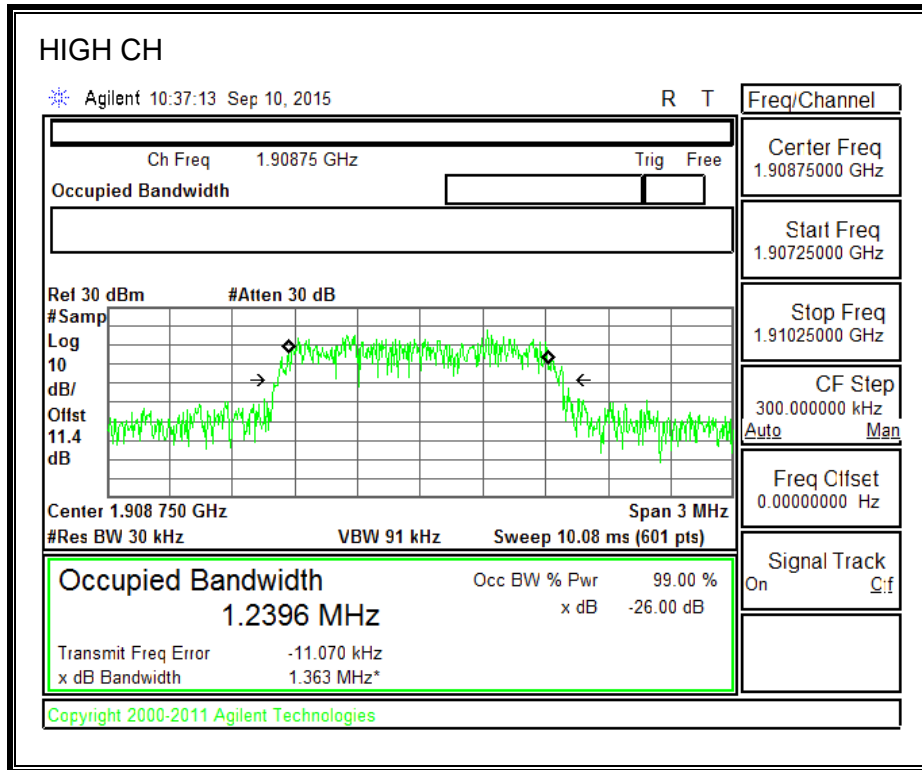 HIGH CH
Agilent 10:37:13 Sep 10, 2015 R T
Freq/Channel
Ch Freq 1.90875 GHz Trig Free
Occupied Bandwidth
Center Freq
1.90875000 GHz
Start Freq
1.90725000 GHz
Stop Freq
1.91025000 GHz
CF Step
300.000000 kHz
Auto Man
Freq Offset
0.00000000 Hz
Signal Track
On Off
Ref 30 dBm #Atten 30 dB
#Samp
Log
10
dB/
Offst
11.4
dB
Center 1.908 750 GHz Span 3 MHz
#Res BW 30 kHz VBW 91 kHz Sweep 10.08 ms (601 pts)
Occupied Bandwidth
1.2396 MHz
Occ BW % Pwr 99.00 %
x dB -26.00 dB
Transmit Freq Error -11.070 kHz
x dB Bandwidth 1.363 MHz*
Copyright 2000-2011 Agilent Technologies